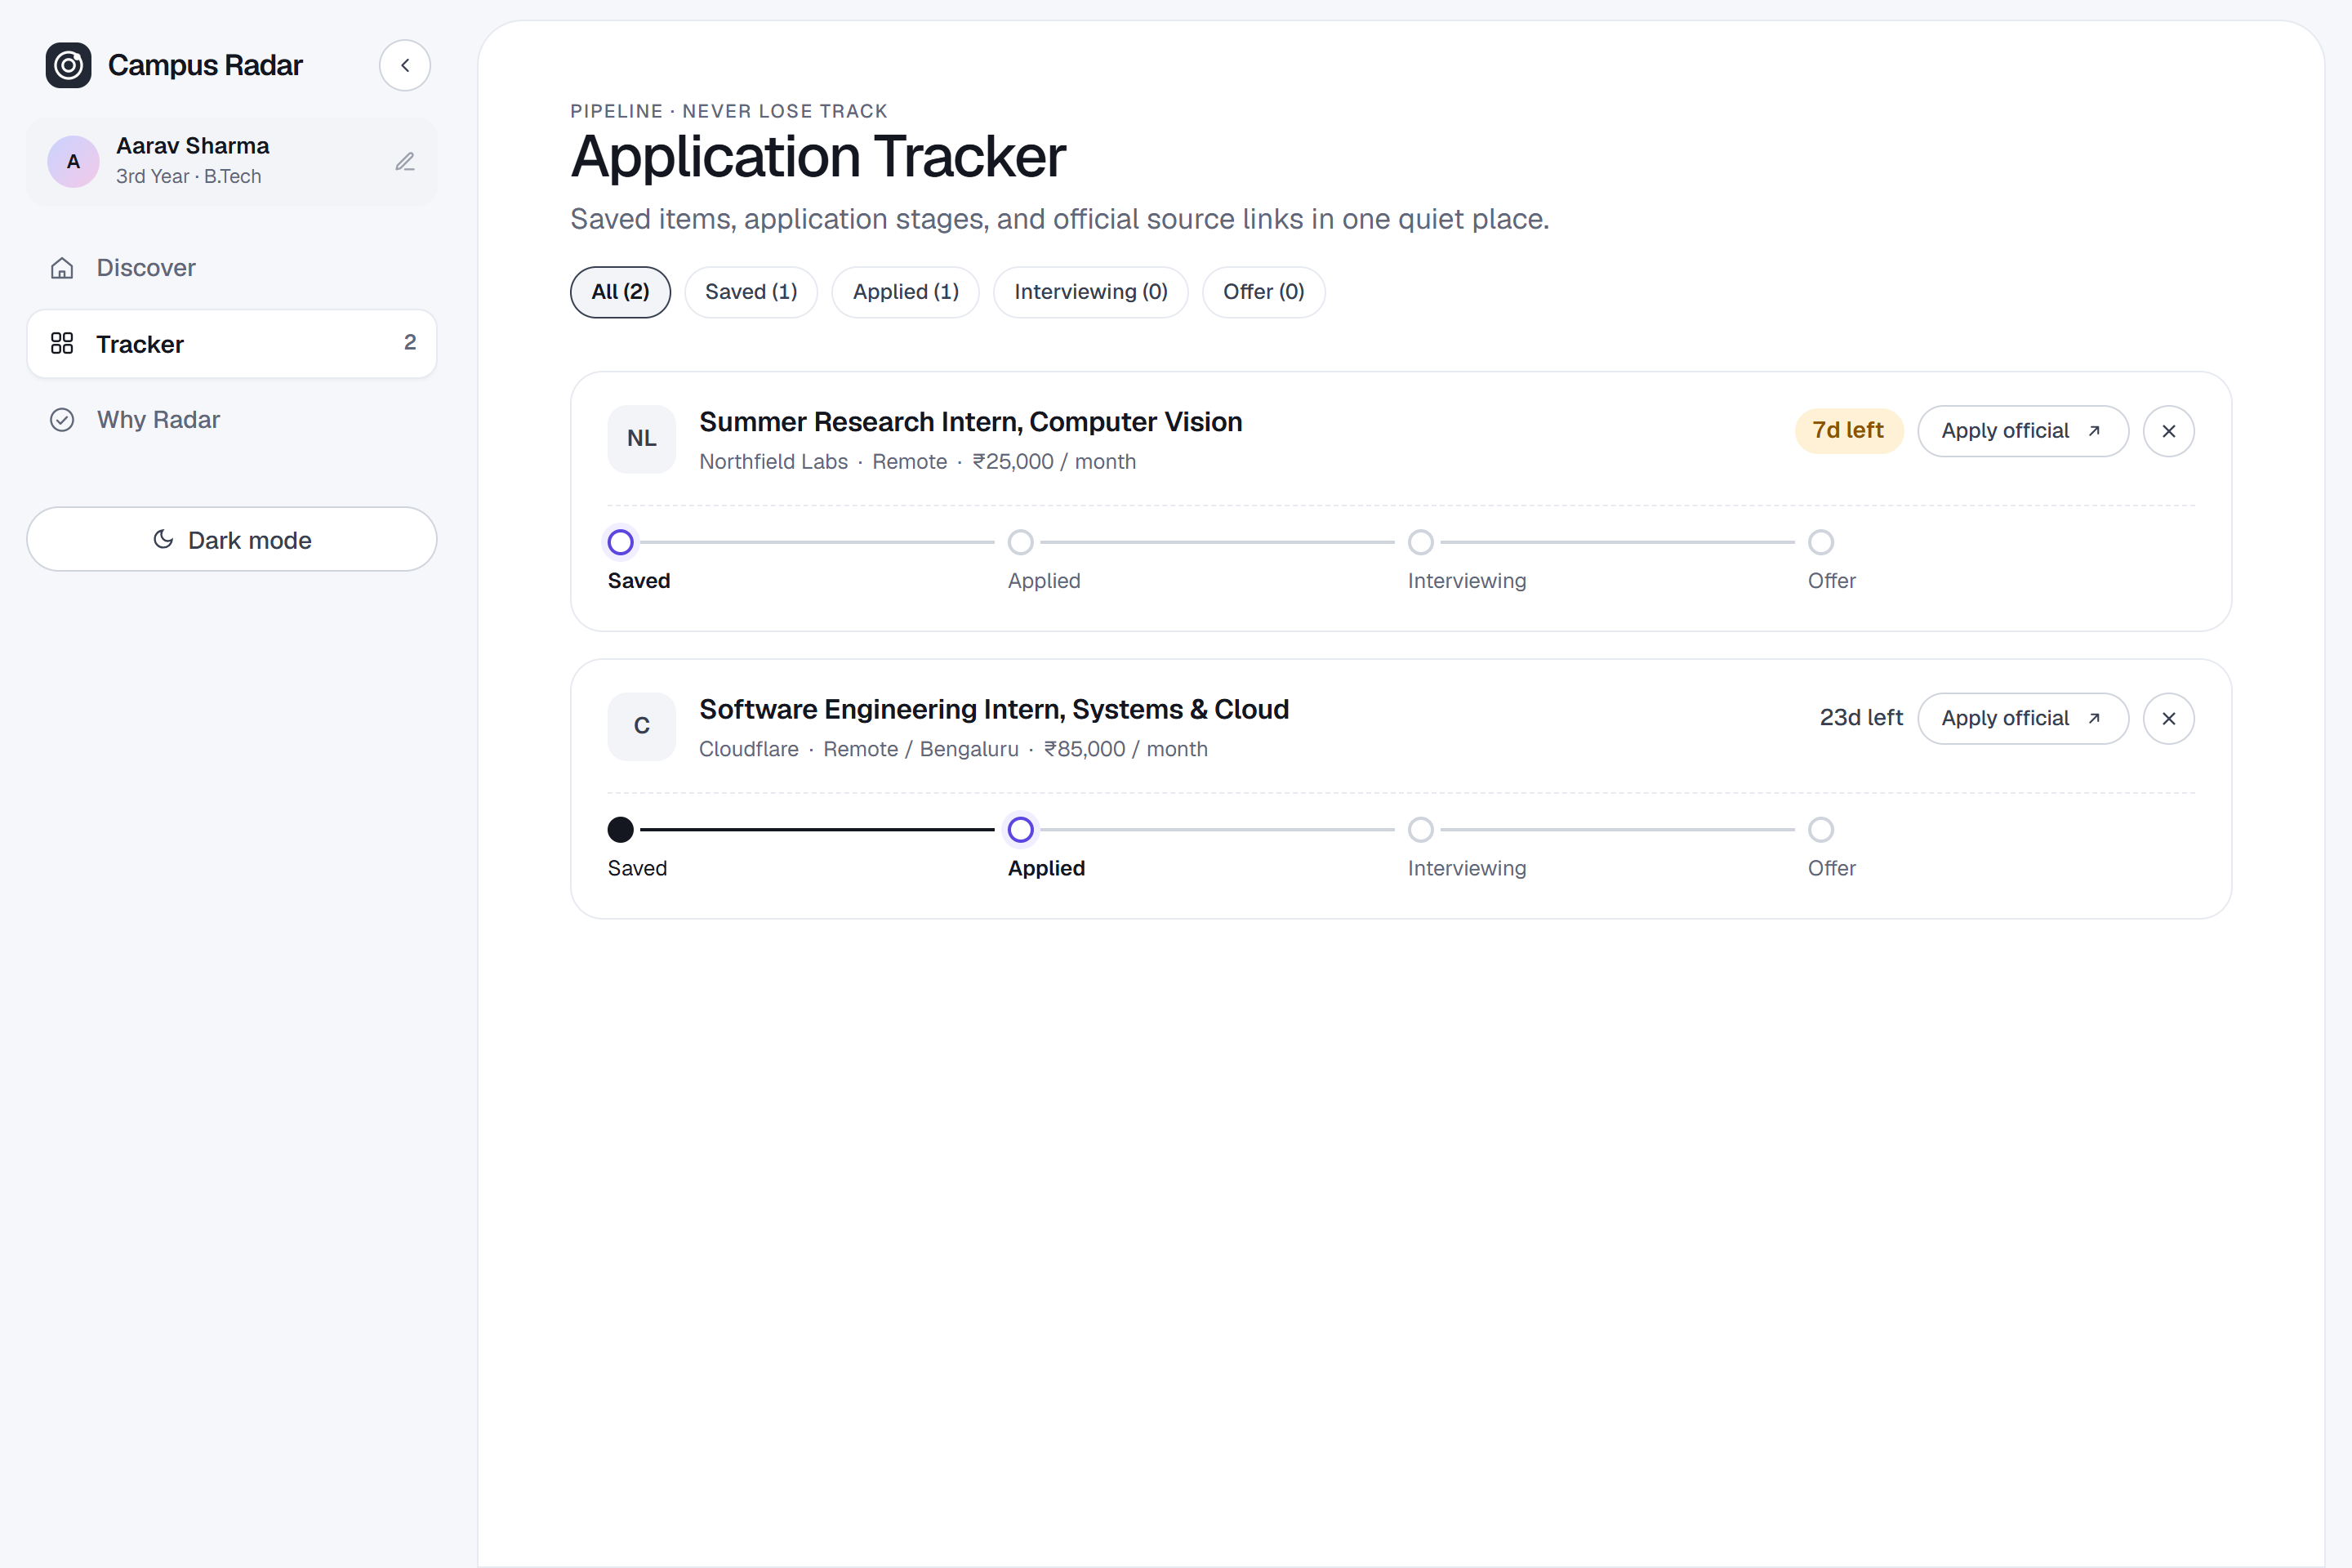 Campus Radar
A
Aarav Sharma
3rd Year · B.Tech
Discover
Tracker 2
Why Radar
Dark mode
PIPELINE · NEVER LOSE TRACK
Application Tracker
Saved items, application stages, and official source links in one quiet place.
All (2) Saved (1) Applied (1) Interviewing (0) Offer (0)
NL
Summer Research Intern, Computer Vision
Northfield Labs · Remote · ₹25,000 / month
7d left Apply official
Saved Applied Interviewing Offer
C
Software Engineering Intern, Systems & Cloud
Cloudflare · Remote / Bengaluru · ₹85,000 / month
23d left Apply official
Saved Applied Interviewing Offer